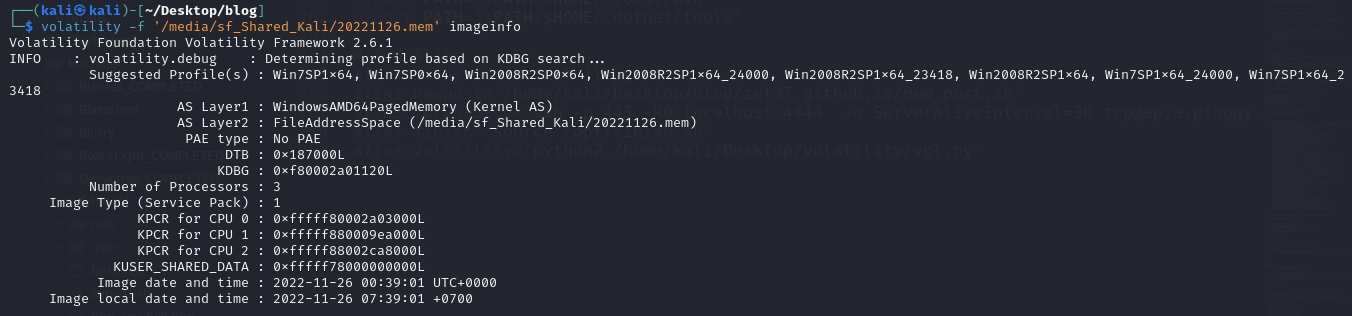 ┌──(kali㉿kali)-[~/Desktop/blog]
└─$ volatility -f '/media/sf_Shared_Kali/20221126.mem' imageinfo
Volatility Foundation Volatility Framework 2.6.1
INFO    : volatility.debug    : Determining profile based on KDBG search...
          Suggested Profile(s) : Win7SP1x64, Win7SP0x64, Win2008R2SP0x64, Win2008R2SP1x64_24000, Win2008R2SP1x64_23418, Win2008R2SP1x64, Win7SP1x64_24000, Win7SP1x64_2
3418
                     AS Layer1 : WindowsAMD64PagedMemory (Kernel AS)
                     AS Layer2 : FileAddressSpace (/media/sf_Shared_Kali/20221126.mem)
                      PAE type : No PAE
                           DTB : 0x187000L
                          KDBG : 0xf80002a01120L
          Number of Processors : 3
     Image Type (Service Pack) : 1
                KPCR for CPU 0 : 0xfffff80002a03000L
                KPCR for CPU 1 : 0xfffff880009ea000L
                KPCR for CPU 2 : 0xfffff88002ca8000L
             KUSER_SHARED_DATA : 0xfffff78000000000L
           Image date and time : 2022-11-26 00:39:01 UTC+0000
     Image local date and time : 2022-11-26 07:39:01 +0700